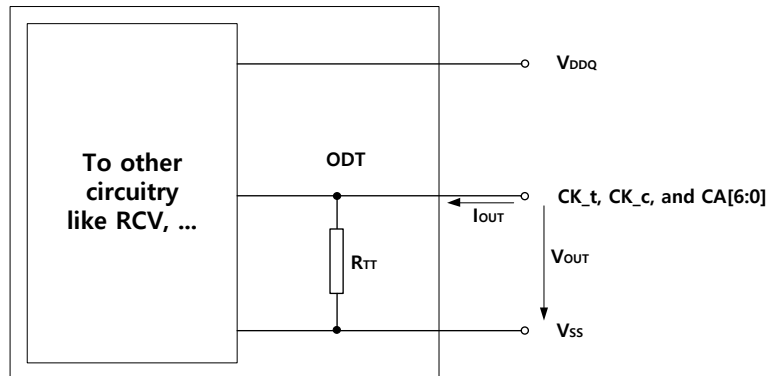 VDDQ
To other
circuitry
like RCV, ...
ODT
CK_t, CK_c, and CA[6:0]
IOUT
VOUT
RTT
VSS